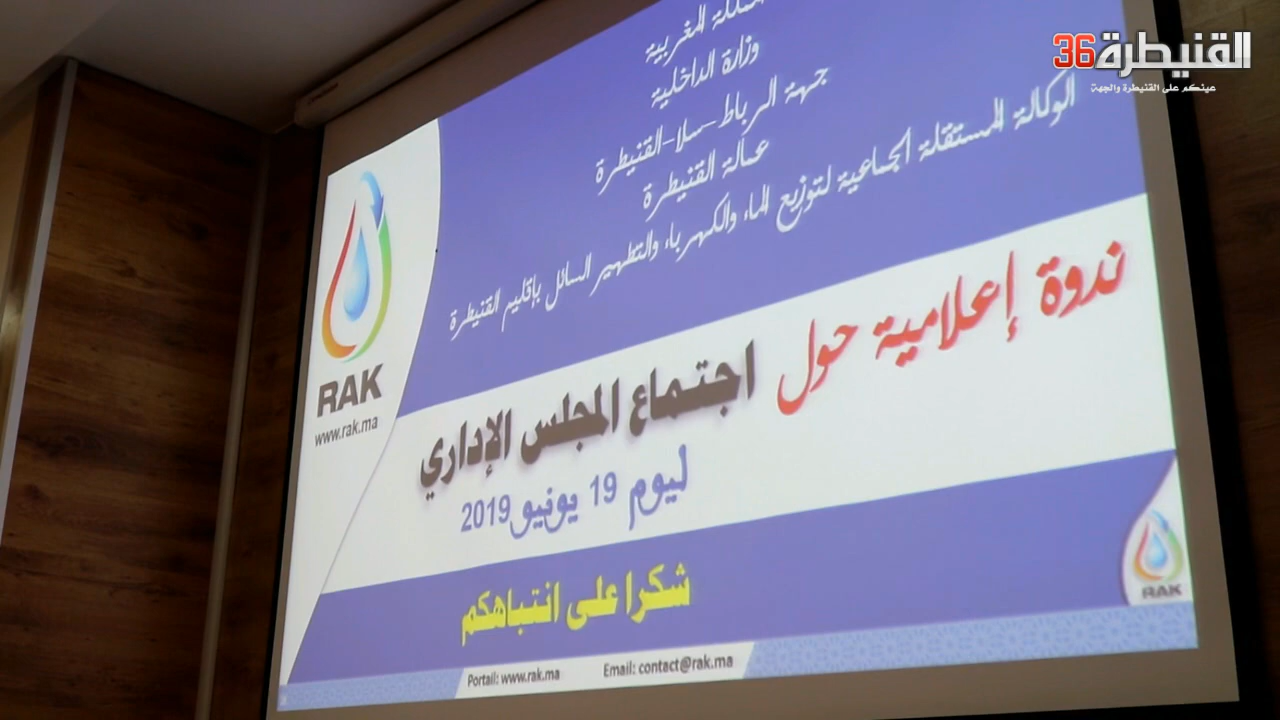 القنيطرة36
عينكم على القنيطرة والجهة
المغربية
وزارة الداخلية
جهة الرباط-سلا-القنيطرة
عمالة القنيطرة
الوكالة المستقلة الجماعية لتوزيع الماء والكهرباء والتطهير السائل بإقليم القنيطرة
RAK
www.rak.ma
ندوة إعلامية حول اجتماع المجلس الإداري
ليوم 19 يونيو 2019
شكرا على انتباهكم
RAK
Portail: www.rak.ma Email: contact@rak.ma